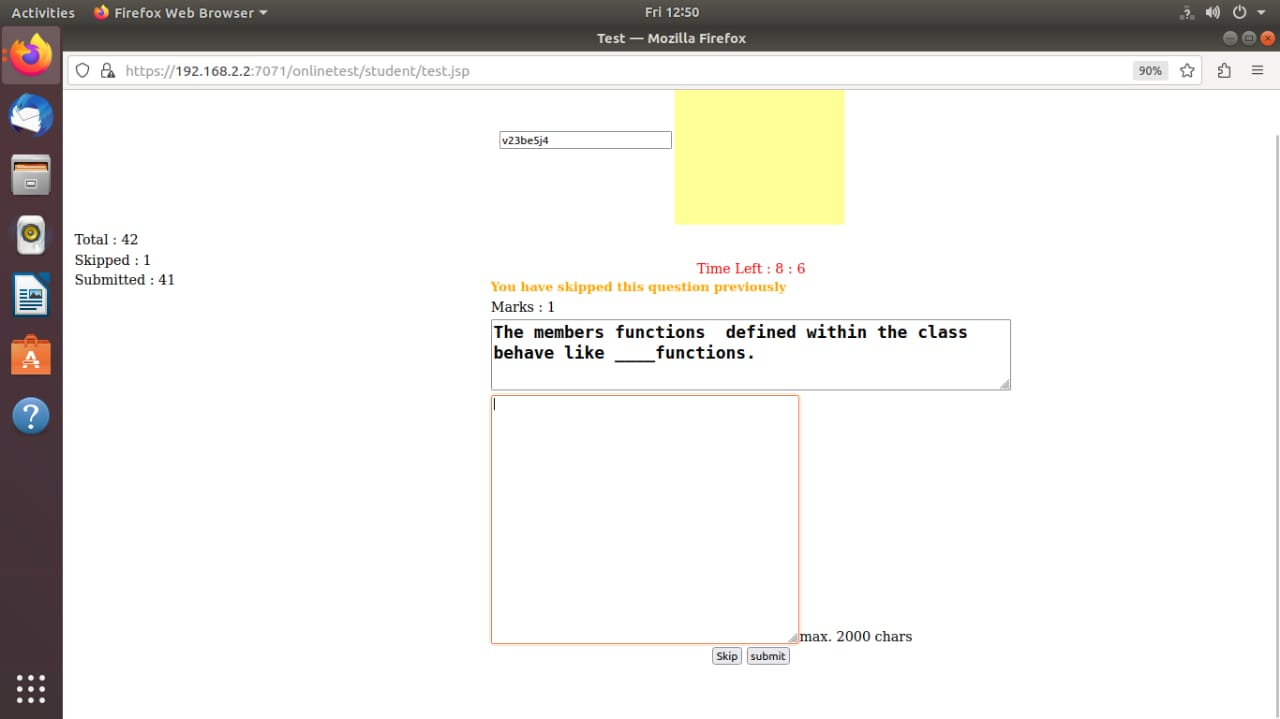 Activities
Firefox Web Browser
Fri 12:50
Test — Mozilla Firefox
https://192.168.2.2:7071/onlinetest/student/test.jsp
90%
v23be5j4
Total : 42
Skipped : 1
Submitted : 41
Time Left : 8 : 6
You have skipped this question previously
Marks : 1
The members functions  defined within the class
behave like ____functions.
max. 2000 chars
Skip
submit